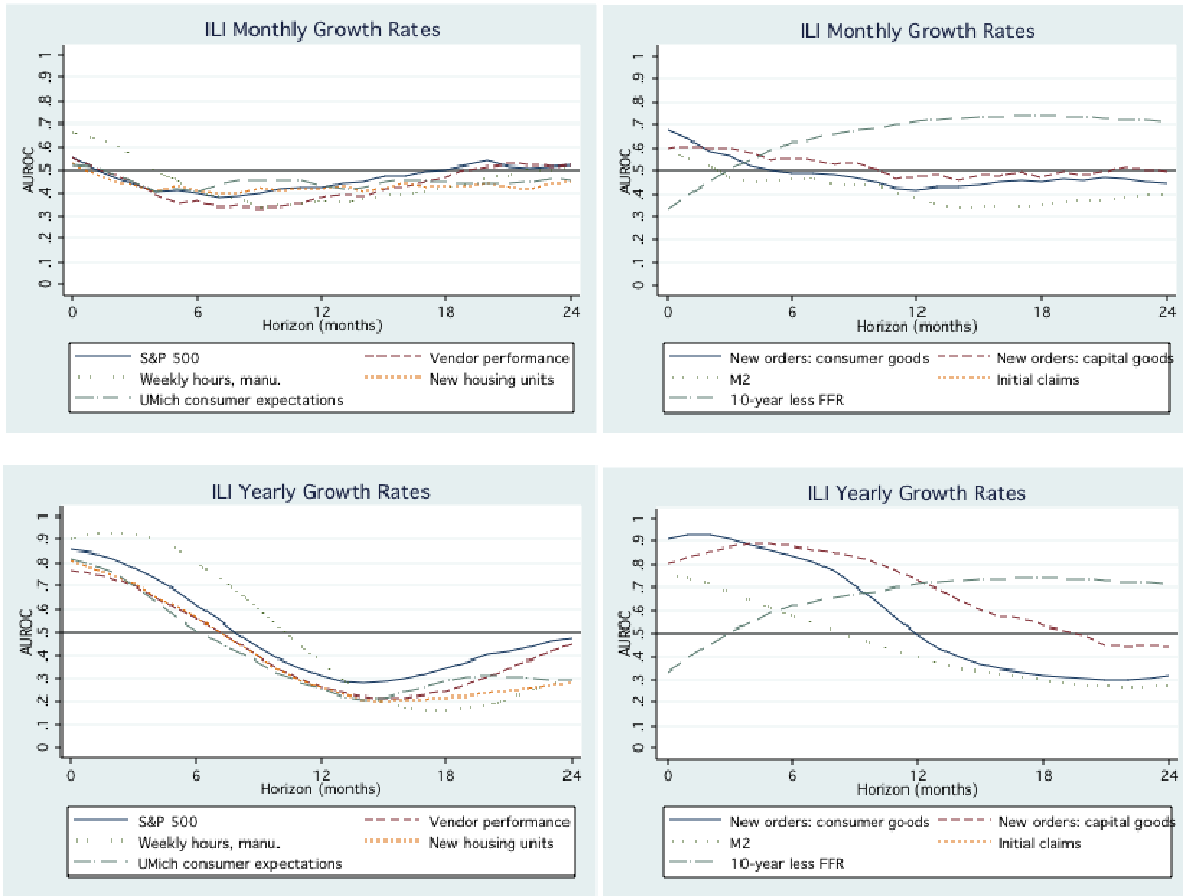 ILI Monthly Growth Rates
AUROC
1
.9
.8
.7
.6
.5
.4
.3
.2
.1
0
0 6 12 18 24
Horizon (months)
S&P 500 Vendor performance
Weekly hours, manu. New housing units
UMich consumer expectations
ILI Monthly Growth Rates
AUROC
1
.9
.8
.7
.6
.5
.4
.3
.2
.1
0
0 6 12 18 24
Horizon (months)
New orders: consumer goods New orders: capital goods
M2 Initial claims
10-year less FFR
ILI Yearly Growth Rates
AUROC
1
.9
.8
.7
.6
.5
.4
.3
.2
.1
0
0 6 12 18 24
Horizon (months)
S&P 500 Vendor performance
Weekly hours, manu. New housing units
UMich consumer expectations
ILI Yearly Growth Rates
AUROC
1
.9
.8
.7
.6
.5
.4
.3
.2
.1
0
0 6 12 18 24
Horizon (months)
New orders: consumer goods New orders: capital goods
M2 Initial claims
10-year less FFR